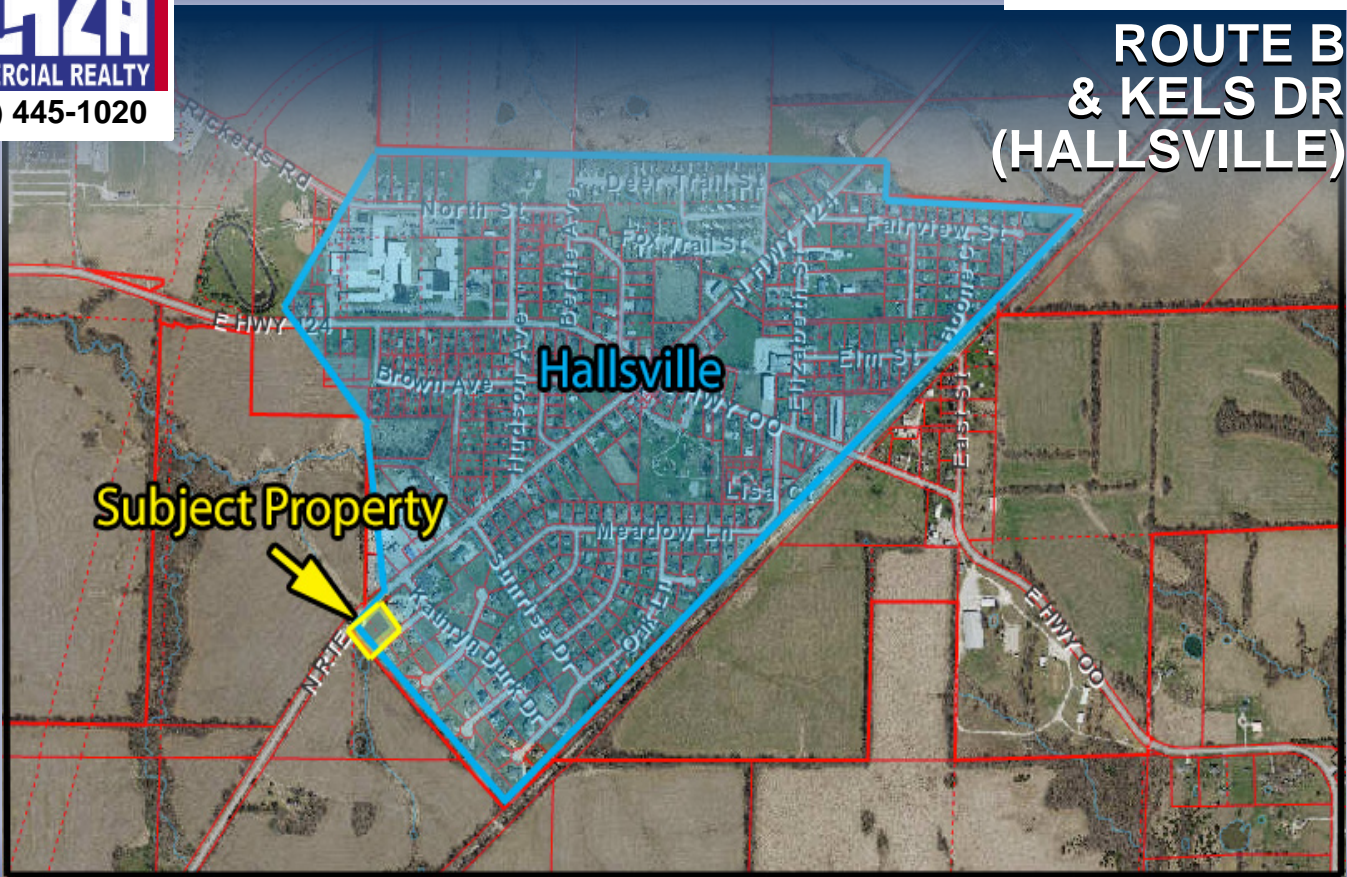 ERCIAL REALTY
) 445-1020
ROUTE B
& KELS DR
(HALLSVILLE)
Ricketts Rd
Deer Trail St
North St
Bertie Ave
N HWY 124
Fairview St
Fox Trail St
E HWY 124
Hudson Ave
Elizabeth St
Boone Ct
Elm St
Hallsville
Brown Ave
HWY OO
East St
Lisa Ct
Subject Property
Meadow Ln
Sunrise Dr
Oak Ln
Kathryn Durk Dr
E HWY OO
N RTE